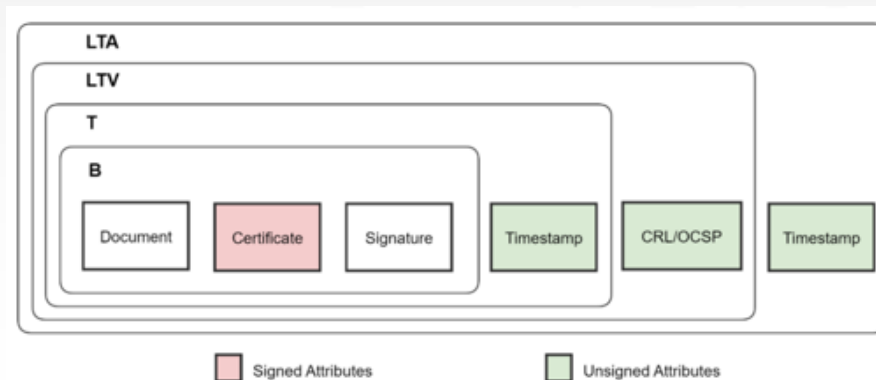 LTA
LTV
T
B
Document
Certificate
Signature
Timestamp
CRL/OCSP
Timestamp
Signed Attributes
Unsigned Attributes